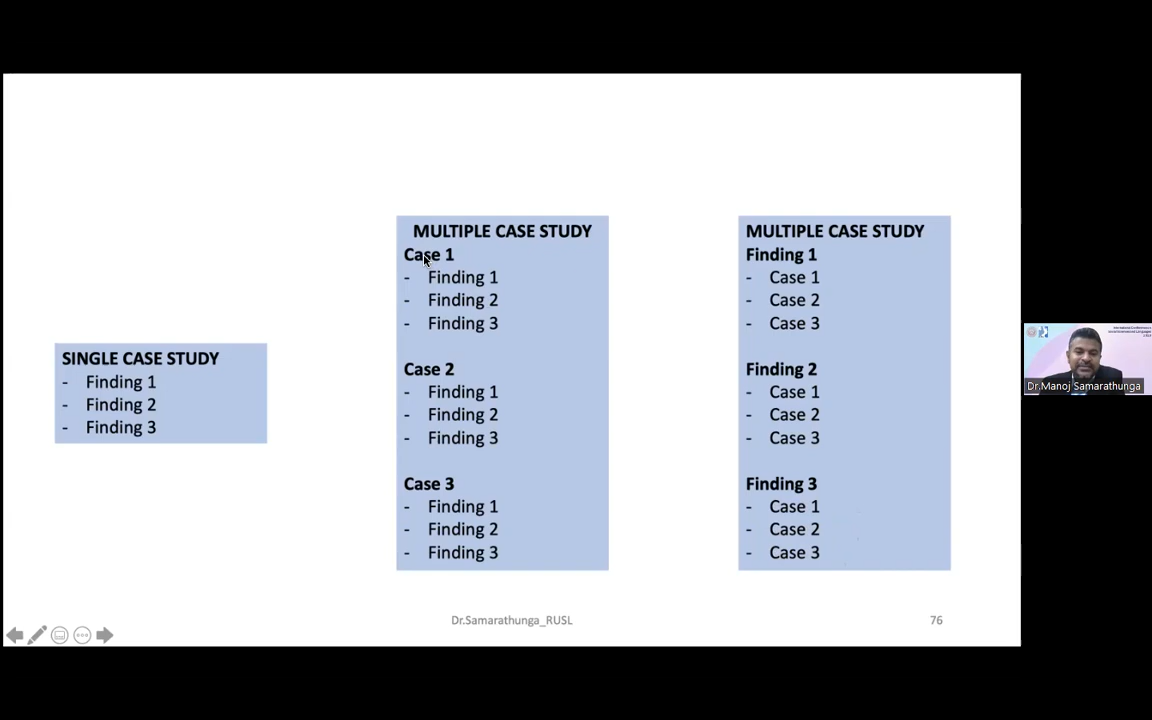 SINGLE CASE STUDY
- Finding 1
- Finding 2
- Finding 3
MULTIPLE CASE STUDY
Case 1
- Finding 1
- Finding 2
- Finding 3
Case 2
- Finding 1
- Finding 2
- Finding 3
Case 3
- Finding 1
- Finding 2
- Finding 3
MULTIPLE CASE STUDY
Finding 1
- Case 1
- Case 2
- Case 3
Finding 2
- Case 1
- Case 2
- Case 3
Finding 3
- Case 1
- Case 2
- Case 3
Dr.Samarathunga_RUSL
76
Dr.Manoj Samarathunga